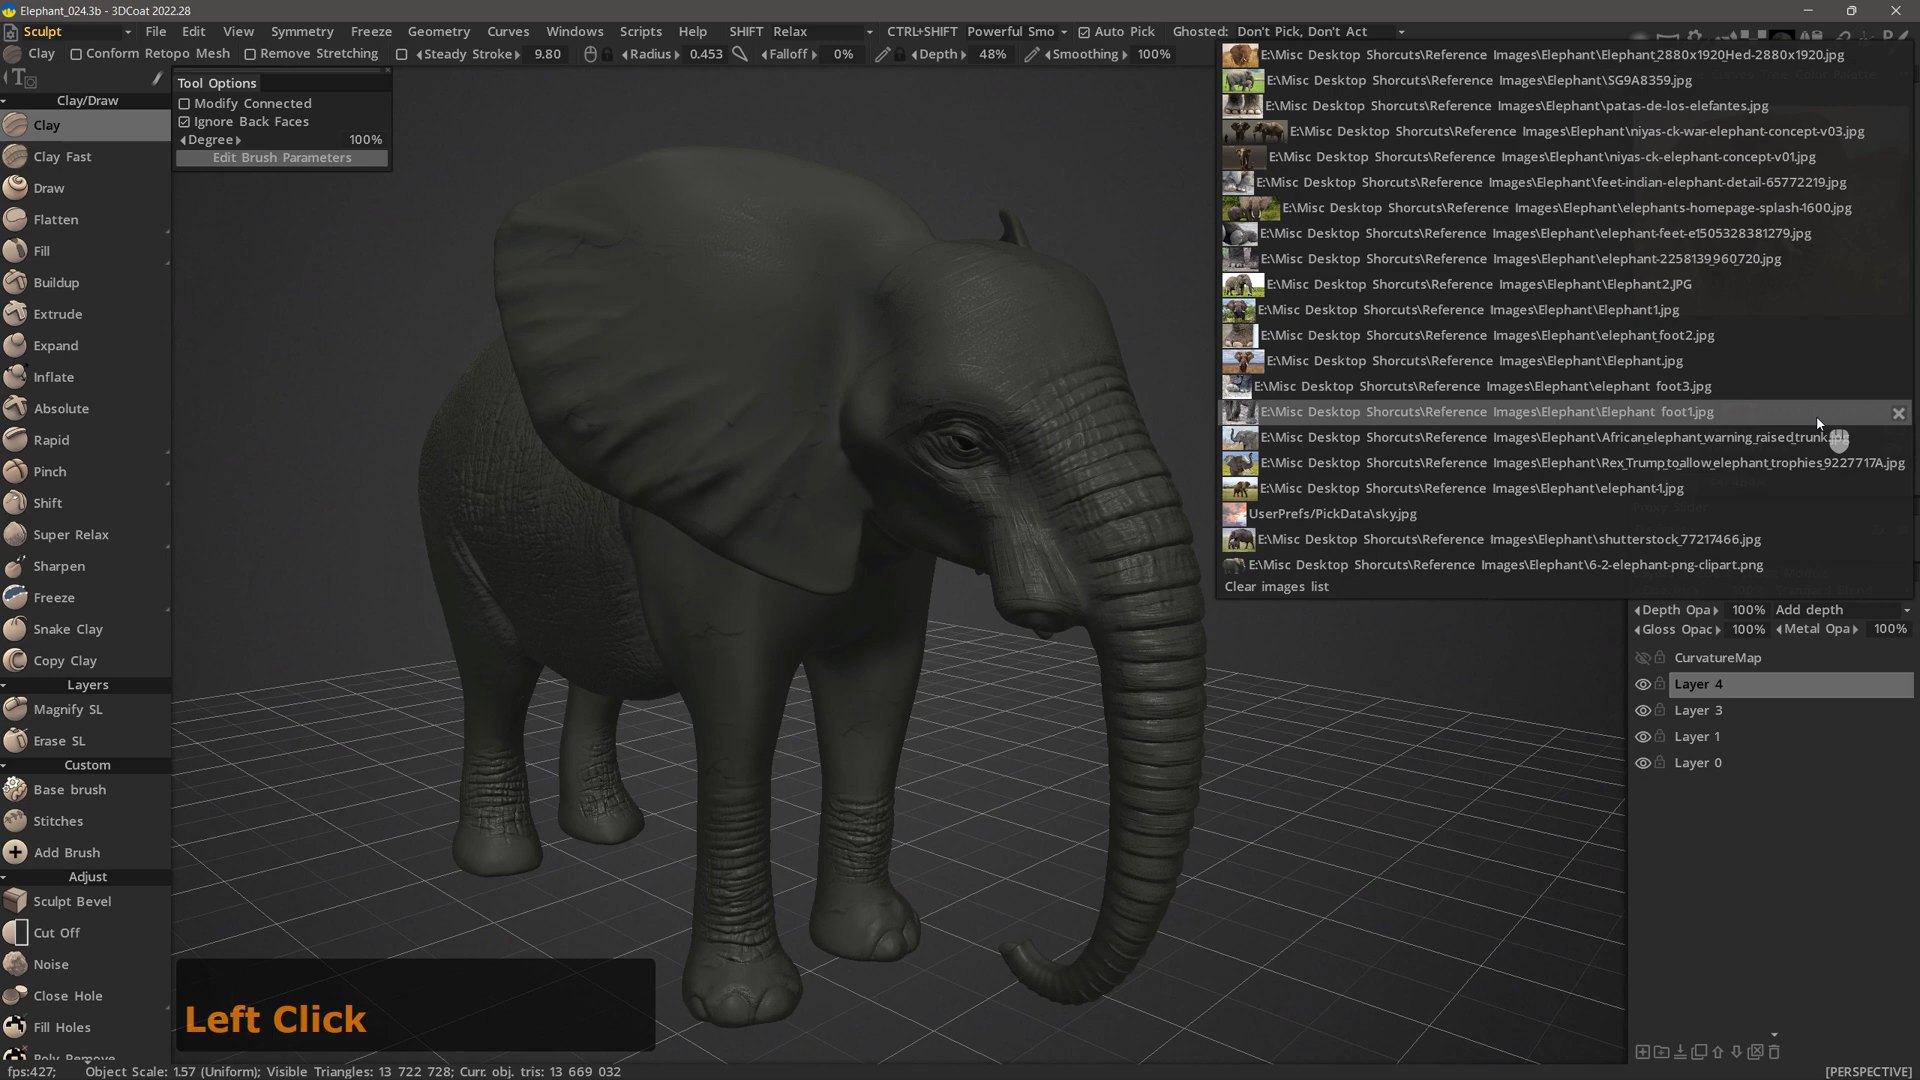 Elephant_024.3b - 3DCoat 2022.28
Sculpt File Edit View Symmetry Freeze Geometry Curves Windows Scripts Help SHIFT Relax CTRL+SHIFT Powerful Smo Auto Pick Ghosted: Don't Pick, Don't Act
Clay Conform Retopo Mesh Remove Stretching Steady Stroke 9.80 Radius 0.453 Falloff 0% Depth 48% Smoothing 100%
Tool Options
Modify Connected
Ignore Back Faces
Degree 100%
Edit Brush Parameters
Clay/Draw
Clay
Clay Fast
Draw
Flatten
Fill
Buildup
Extrude
Expand
Inflate
Absolute
Rapid
Pinch
Shift
Super Relax
Sharpen
Freeze
Snake Clay
Copy Clay
Layers
Magnify SL
Erase SL
Custom
Base brush
Stitches
Add Brush
Adjust
Sculpt Bevel
Cut Off
Noise
Close Hole
Fill Holes
Poly Remove
E:\Misc Desktop Shorcuts\Reference Images\Elephant\Elephant_2880x1920_Hed-2880x1920.jpg
E:\Misc Desktop Shorcuts\Reference Images\Elephant\SG9A8359.jpg
E:\Misc Desktop Shorcuts\Reference Images\Elephant\patas-de-los-elefantes.jpg
E:\Misc Desktop Shorcuts\Reference Images\Elephant\niyas-ck-war-elephant-concept-v03.jpg
E:\Misc Desktop Shorcuts\Reference Images\Elephant\niyas-ck-elephant-concept-v01.jpg
E:\Misc Desktop Shorcuts\Reference Images\Elephant\feet-indian-elephant-detail-65772219.jpg
E:\Misc Desktop Shorcuts\Reference Images\Elephant\elephants-homepage-splash-1600.jpg
E:\Misc Desktop Shorcuts\Reference Images\Elephant\elephant-feet-e1505328381279.jpg
E:\Misc Desktop Shorcuts\Reference Images\Elephant\elephant-2258139_960_720.jpg
E:\Misc Desktop Shorcuts\Reference Images\Elephant\Elephant2.JPG
E:\Misc Desktop Shorcuts\Reference Images\Elephant\Elephant1.jpg
E:\Misc Desktop Shorcuts\Reference Images\Elephant\elephant_foot2.jpg
E:\Misc Desktop Shorcuts\Reference Images\Elephant\Elephant.jpg
E:\Misc Desktop Shorcuts\Reference Images\Elephant\elephant foot3.jpg
E:\Misc Desktop Shorcuts\Reference Images\Elephant\Elephant foot1.jpg
E:\Misc Desktop Shorcuts\Reference Images\Elephant\African_elephant_warning_raised_trunk.jpg
E:\Misc Desktop Shorcuts\Reference Images\Elephant\Rex_Trump_to_allow_elephant_trophies_9227717A.jpg
E:\Misc Desktop Shorcuts\Reference Images\Elephant\elephant-1.jpg
UserPrefs/PickData\sky.jpg
E:\Misc Desktop Shorcuts\Reference Images\Elephant\shutterstock_77217466.jpg
E:\Misc Desktop Shorcuts\Reference Images\Elephant\6-2-elephant-png-clipart.png
Clear images list
Depth Opa 100% Add depth
Gloss Opac 100% Metal Opa 100%
CurvatureMap
Layer 4
Layer 3
Layer 1
Layer 0
Left Click
fps:427; Object Scale: 1.57 (Uniform); Visible Triangles: 13 722 728; Curr. obj. tris: 13 669 032 [PERSPECTIVE]